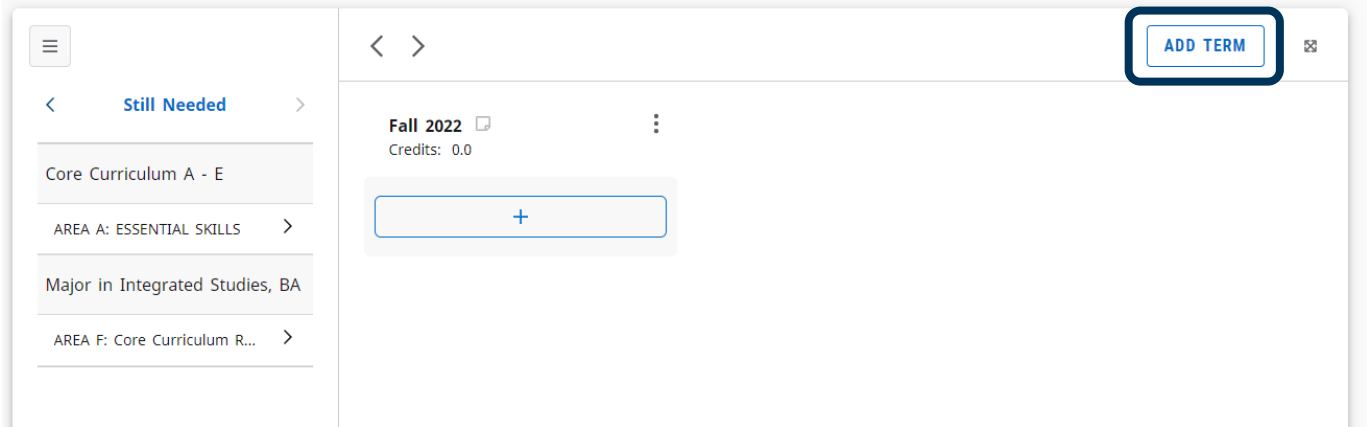 Still Needed
Core Curriculum A - E
AREA A: ESSENTIAL SKILLS
Major in Integrated Studies, BA
AREA F: Core Curriculum R...
ADD TERM
Fall 2022
Credits: 0.0
+